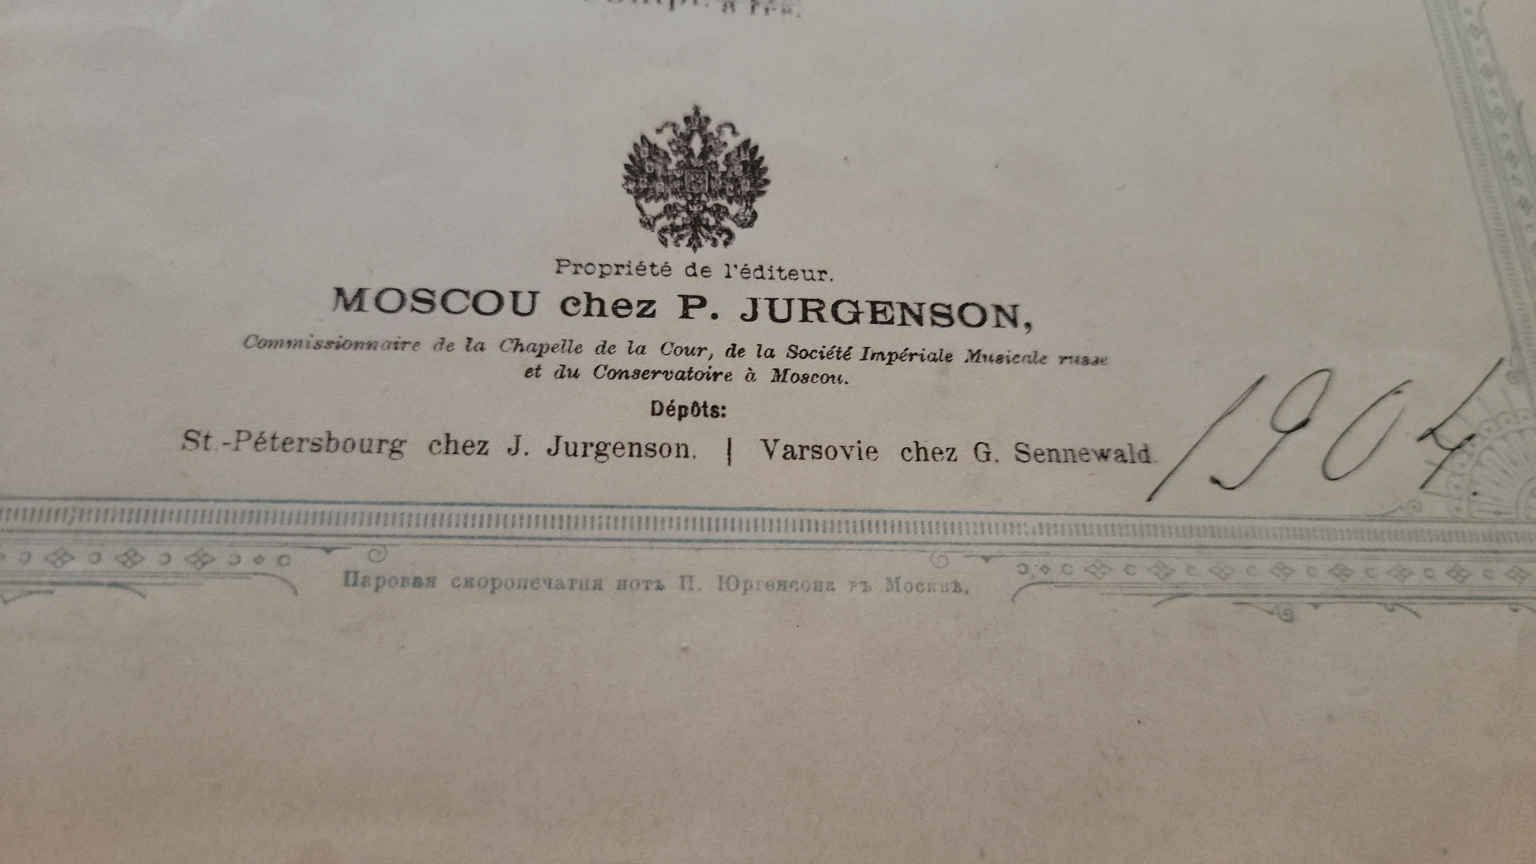 Propriété de l'éditeur.
MOSCOU chez P. JURGENSON,
Commissionnaire de la Chapelle de la Cour, de la Société Impériale Musicale russe
et du Conservatoire à Moscou.
Dépôts:
St.-Pétersbourg chez J. Jurgenson. | Varsovie chez G. Sennewald.
1904.
Паровая скоропечатня нотъ П. Юргенсона въ Москвѣ.